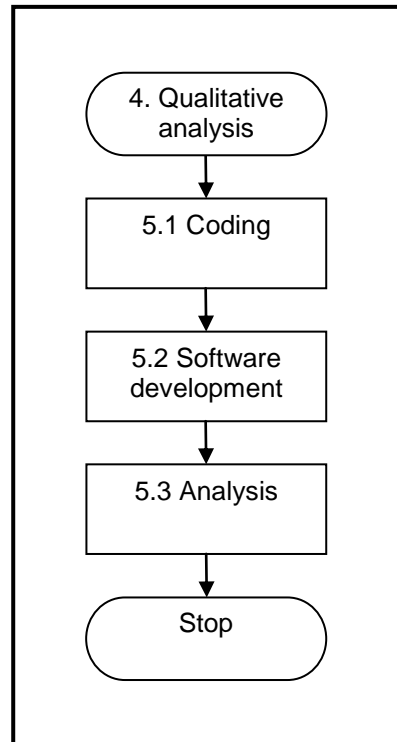 4. Qualitative
analysis
5.1 Coding
5.2 Software
development
5.3 Analysis
Stop